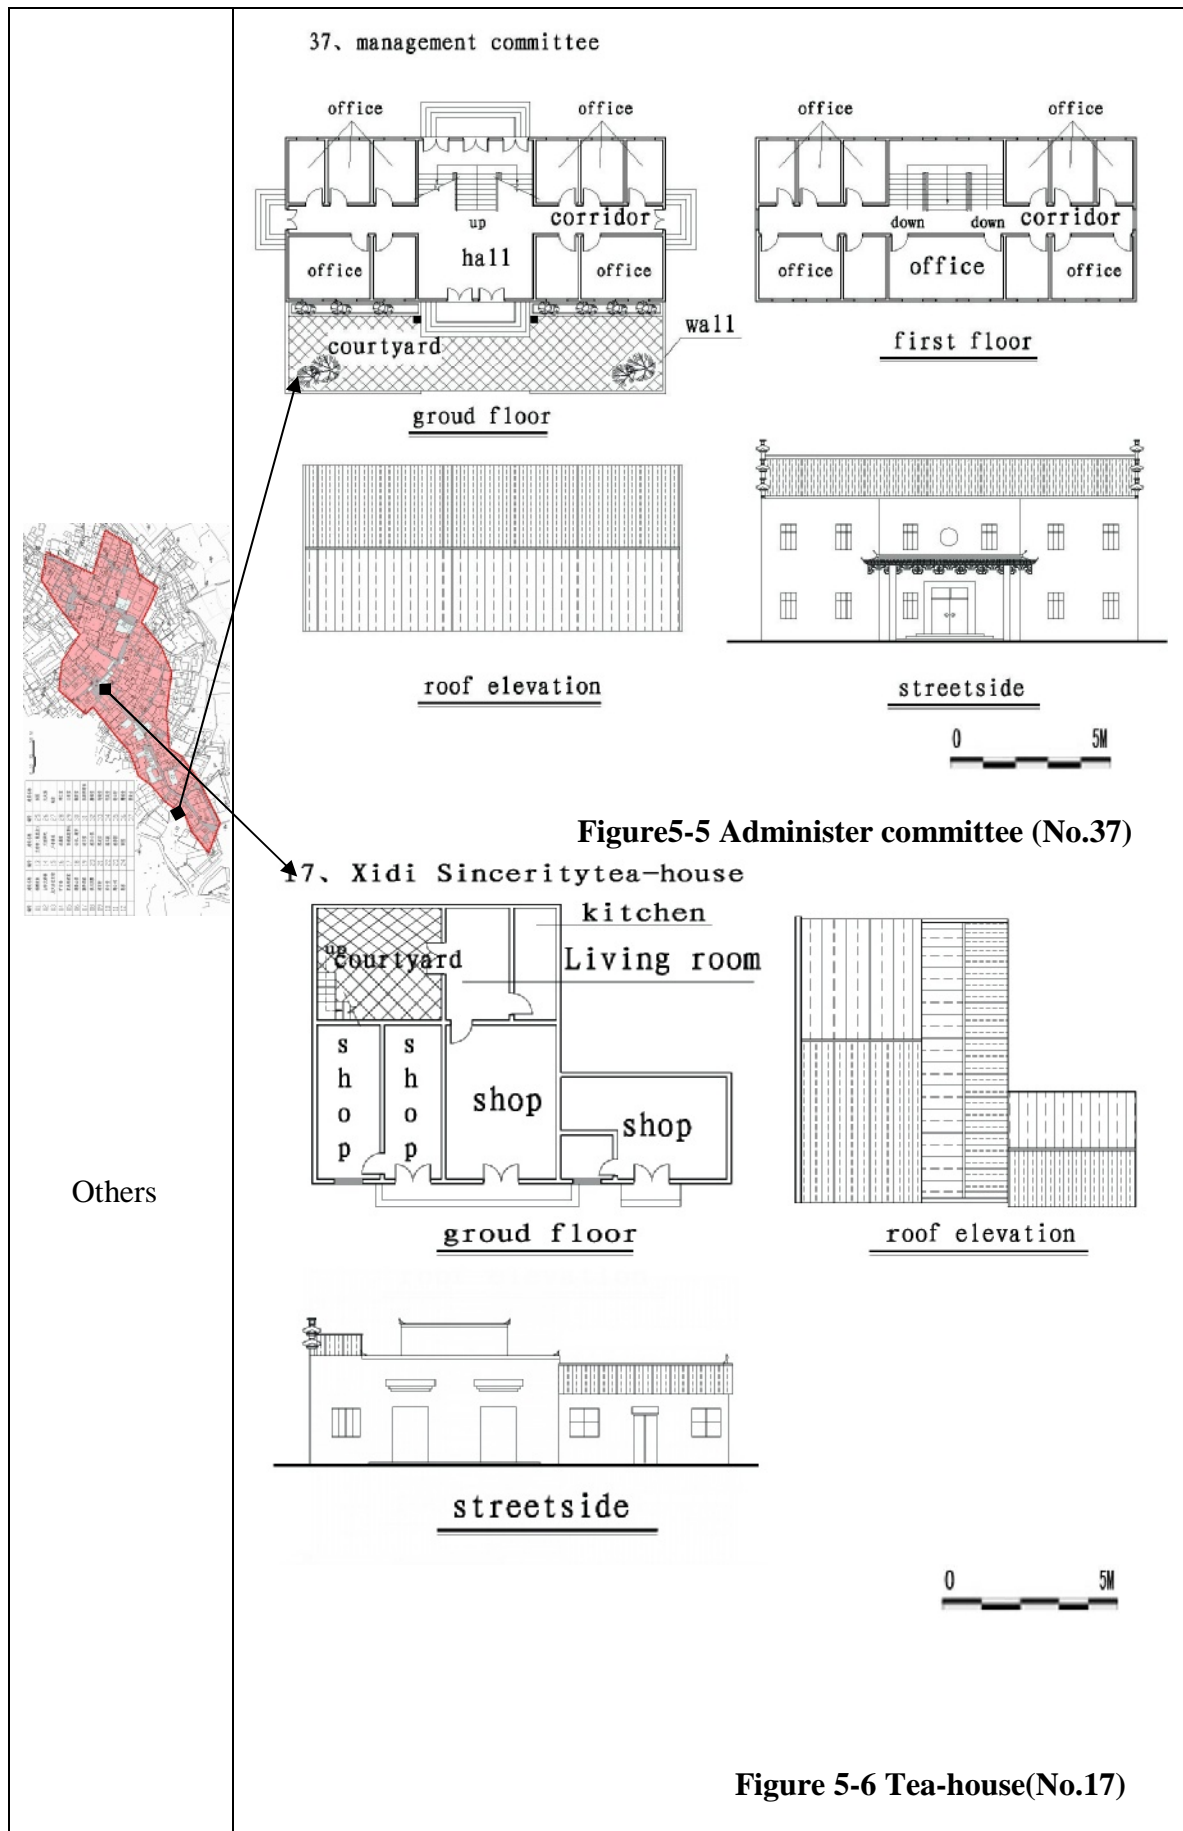 37、management committee
office office office office
up
corridor
hall
office office
courtyard
wall
groud floor
down down corridor
office office office
first floor
roof elevation
streetside
0 5M
Figure5-5 Administer committee (No.37)
17、Xidi Sinceritytea-house
kitchen
up
courtyard
Living room
shop
shop
shop
shop
groud floor
roof elevation
Others
streetside
0 5M
Figure 5-6 Tea-house(No.17)